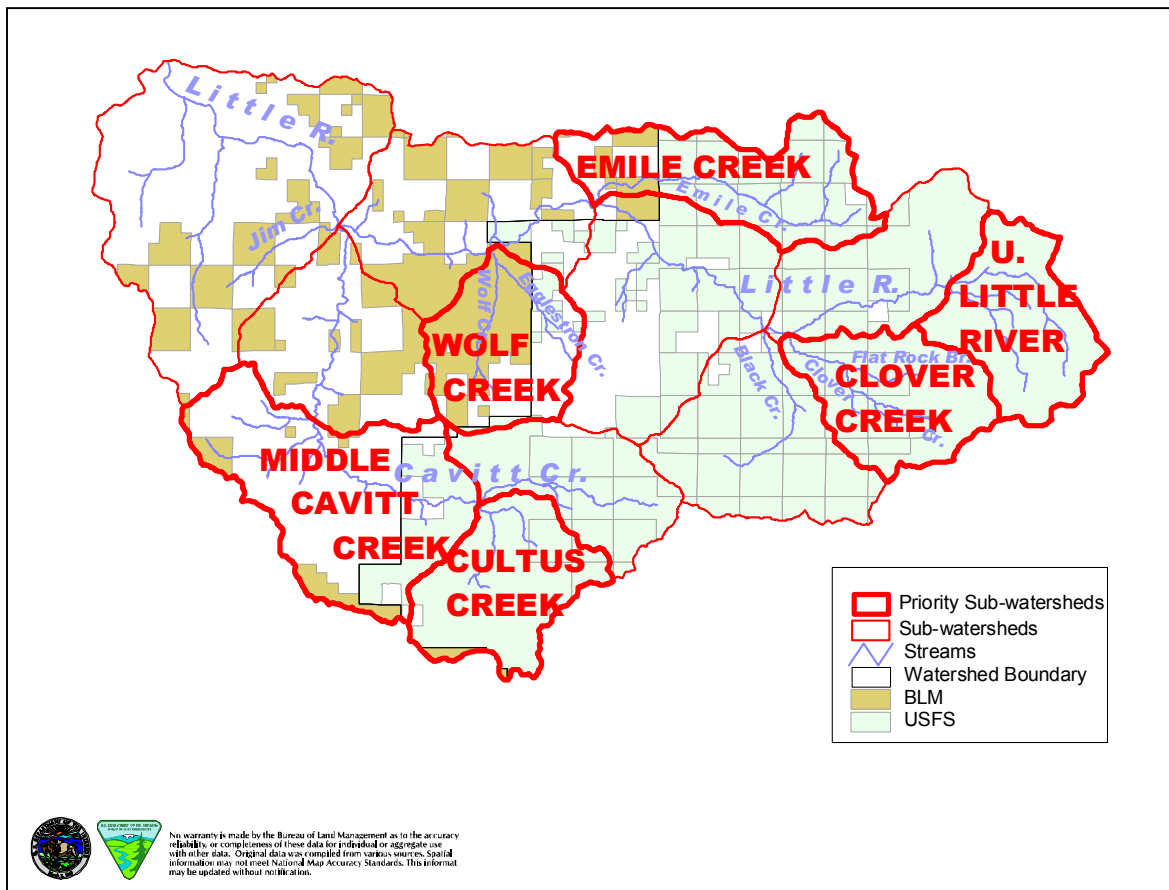 Little R.
EMILE CREEK
Emile Cr.
Jim Cr.
U.
LITTLE
RIVER
Little R.
Wolf Cr.
Egglestron Cr.
WOLF
CREEK
Black Cr.
Flat Rock Br.
Clover Cr.
CLOVER
CREEK
MIDDLE
CAVITT
CREEK
Cavitt Cr.
CULTUS
CREEK
Priority Sub-watersheds
Sub-watersheds
Streams
Watershed Boundary
BLM
USFS
No warranty is made by the Bureau of Land Management as to the accuracy
reliability, or completeness of these data for individual or aggregate use
with other data. Original data was compiled from various sources. Spatial
information may not meet National Map Accuracy Standards. This informat
may be updated without notification.